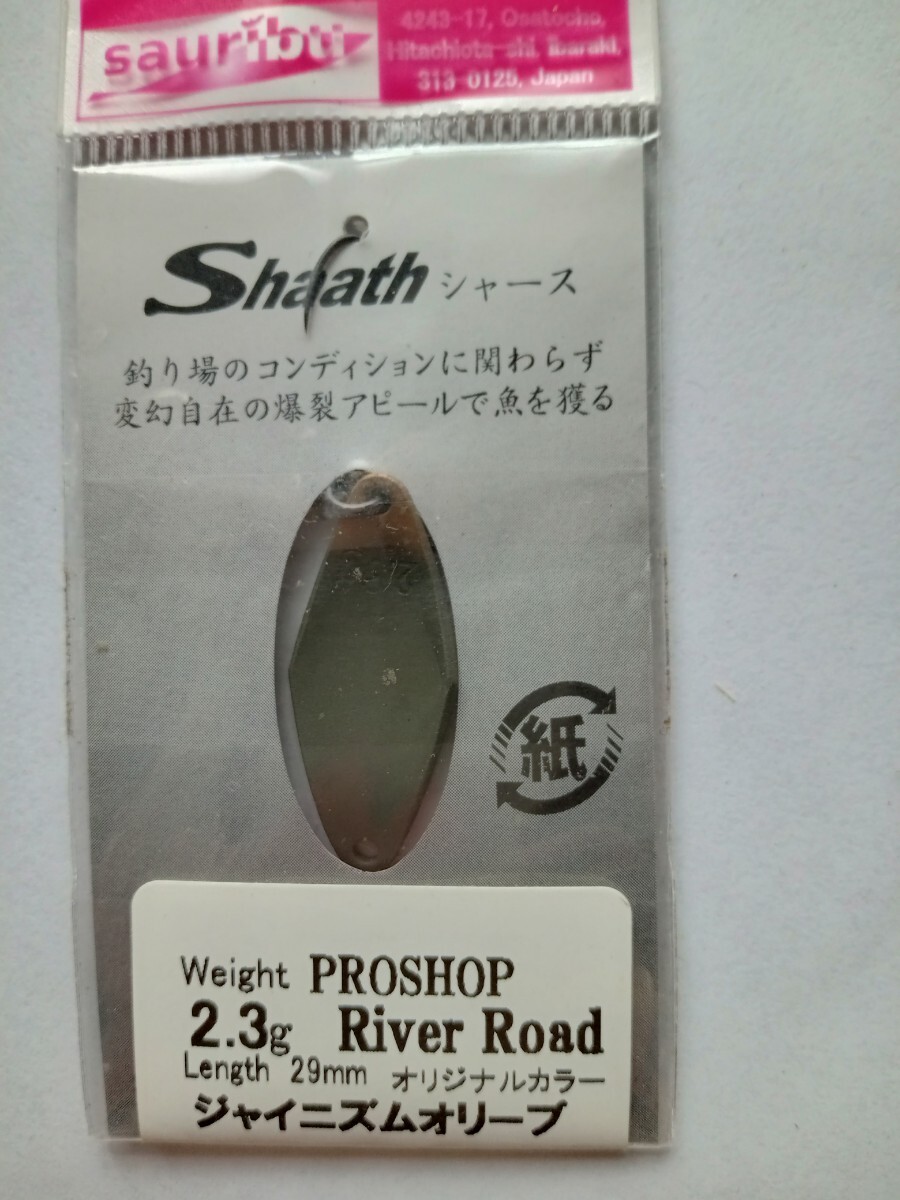 sauribu
4243-17, Osatocho,
Hitachiota-shi, Ibaraki,
313-0125, Japan
Shaath シャース
釣り場のコンディションに関わらず
変幻自在の爆裂アピールで魚を獲る
紙
Weight PROSHOP
2.3g River Road
Length 29mm オリジナルカラー
ジャイニズムオリーブ